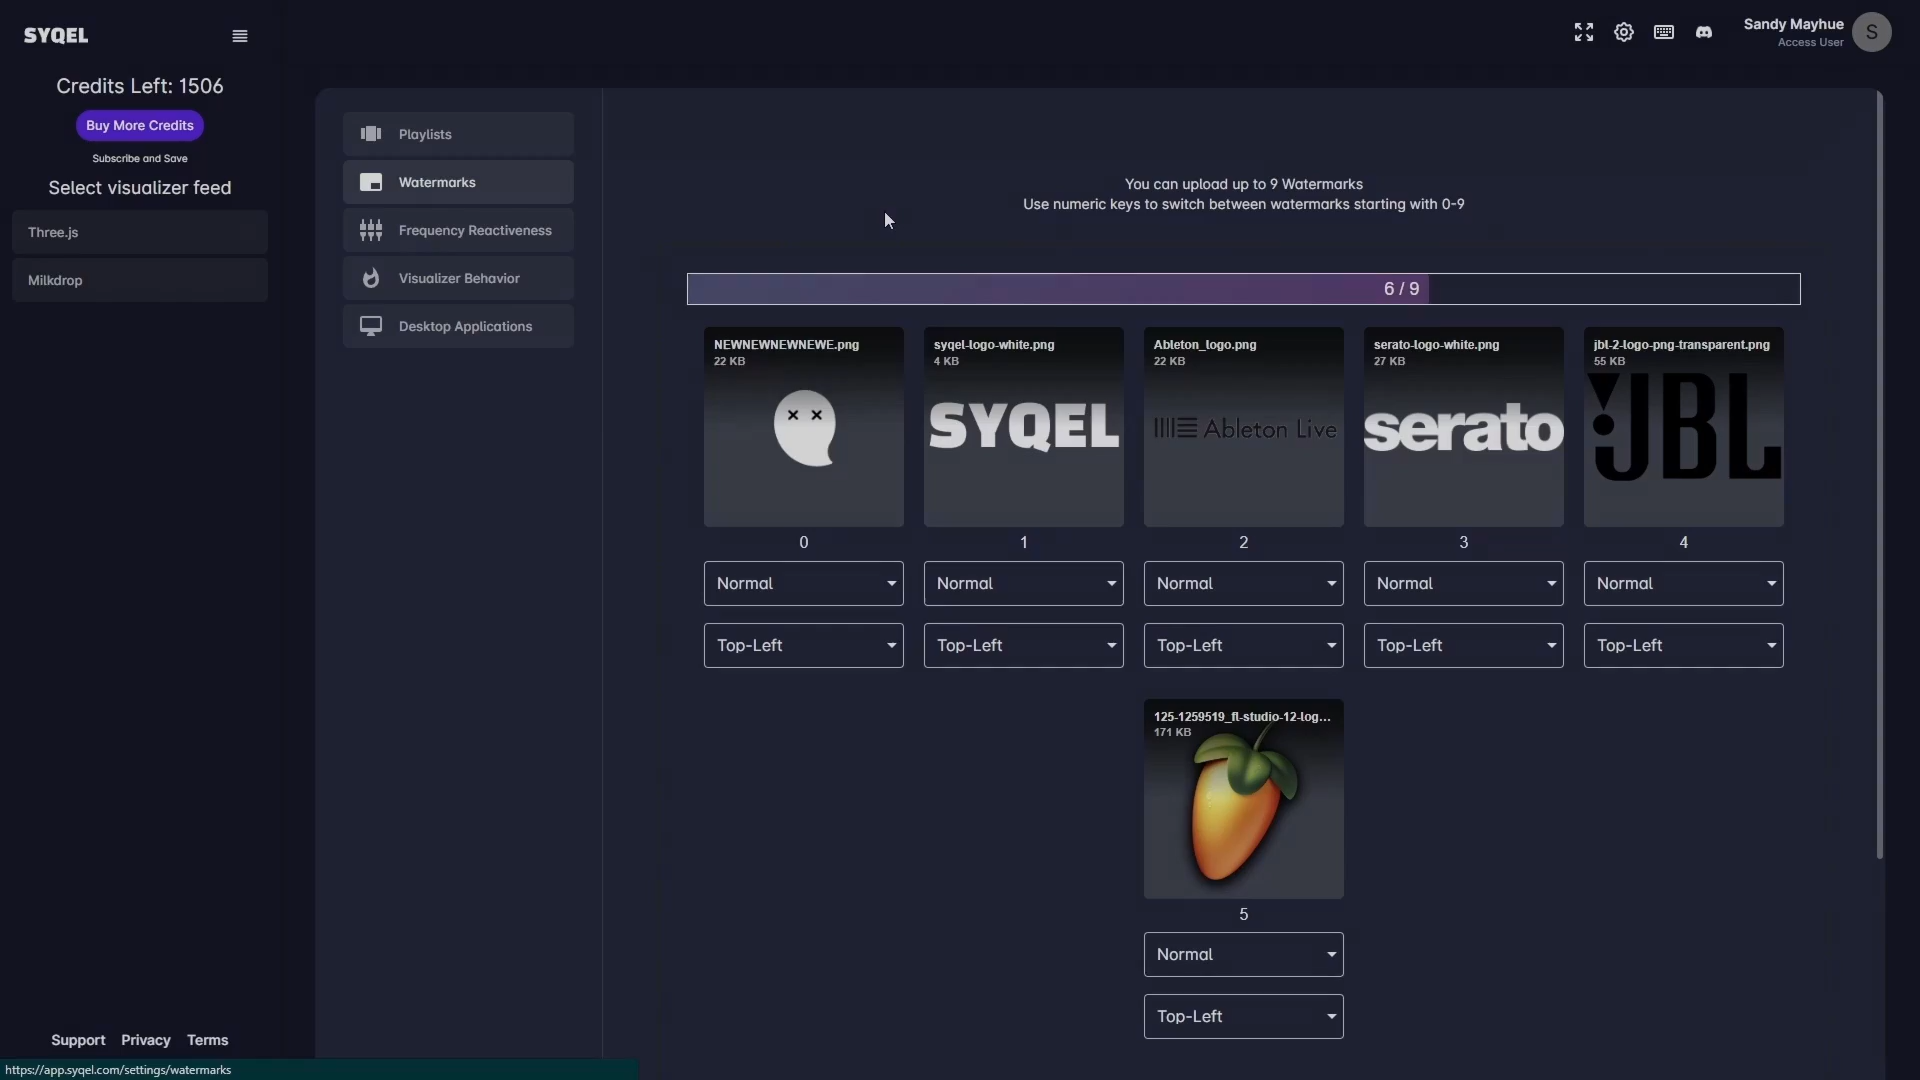 SYQEL
Credits Left: 1506
Buy More Credits
Subscribe and Save
Select visualizer feed
Three.js
Milkdrop
Support Privacy Terms
https://app.syqel.com/settings/watermarks
Sandy Mayhue
Access User
S
Playlists
Watermarks
Frequency Reactiveness
Visualizer Behavior
Desktop Applications
You can upload up to 9 Watermarks
Use numeric keys to switch between watermarks starting with 0-9
6 / 9
NEWNEWNEWNEWE.png
22 KB
0
Normal
Top-Left
syqel-logo-white.png
4 KB
SYQEL
1
Normal
Top-Left
Ableton_logo.png
22 KB
Ableton Live
2
Normal
Top-Left
serato-logo-white.png
27 KB
serato
3
Normal
Top-Left
jbl-2-logo-png-transparent.png
55 KB
JBL
4
Normal
Top-Left
125-1259519_fl-studio-12-log...
171 KB
5
Normal
Top-Left